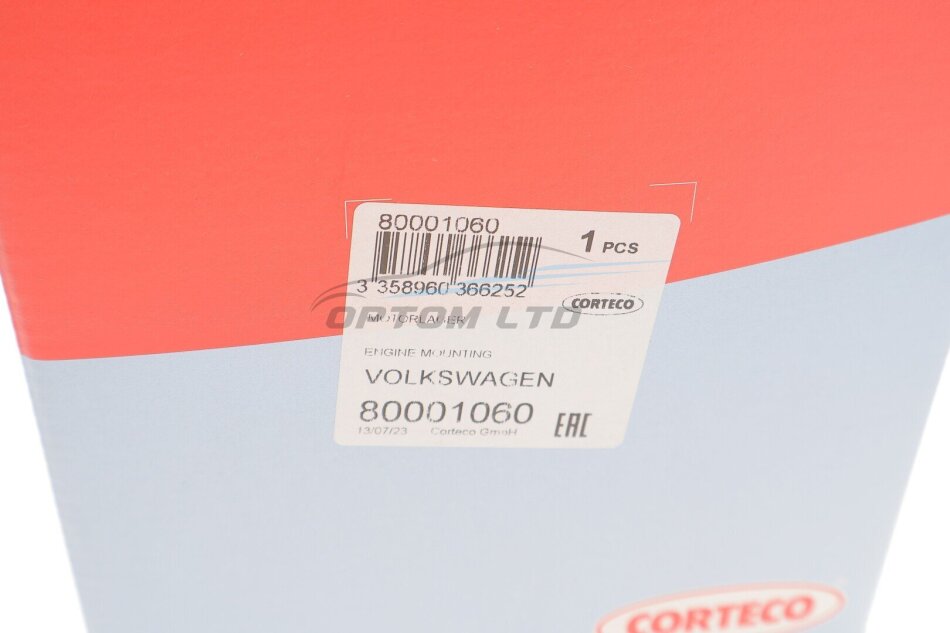 80001060
1 PCS
3 358960 366252
CORTECO
MOTORLAGER
OPTOM LTD
ENGINE MOUNTING
VOLKSWAGEN
80001060
13/07/23 Corteco GmbH
EAC
CORTECO